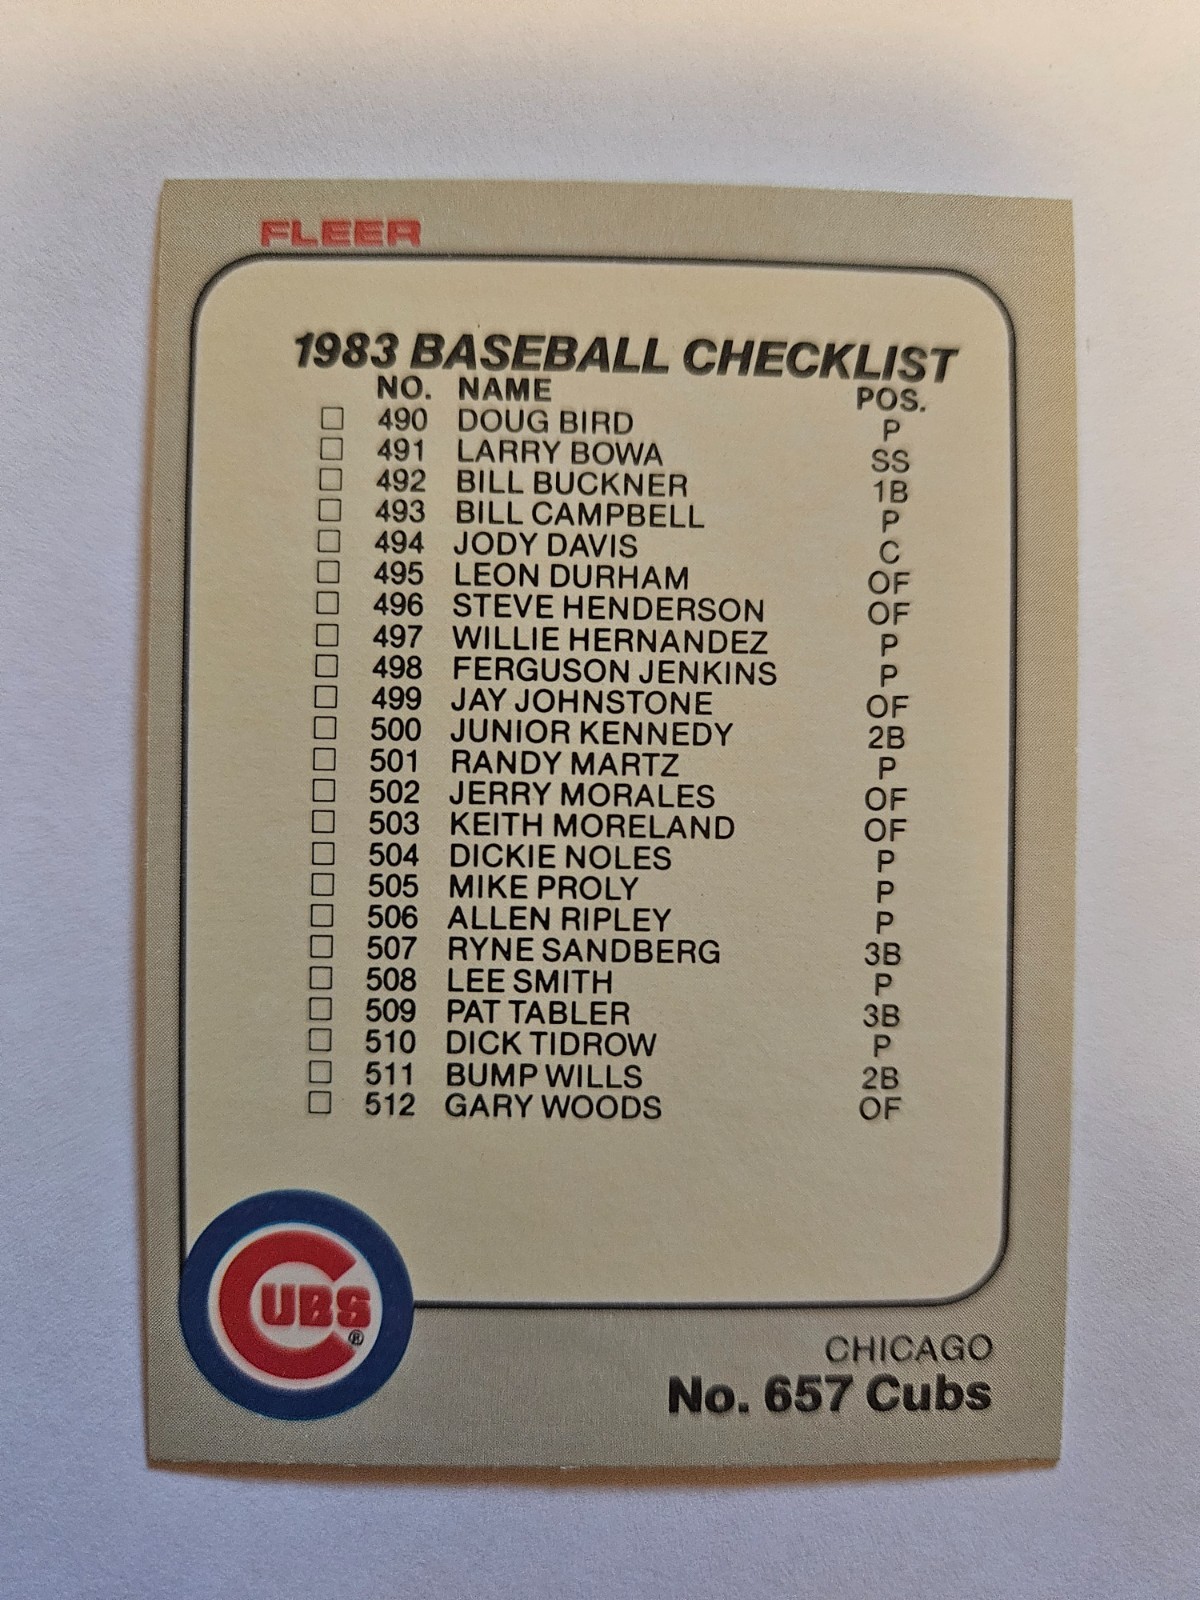 FLEER
1983 BASEBALL CHECKLIST
NO. NAME POS.
490 DOUG BIRD P
491 LARRY BOWA SS
492 BILL BUCKNER 1B
493 BILL CAMPBELL P
494 JODY DAVIS C
495 LEON DURHAM OF
496 STEVE HENDERSON OF
497 WILLIE HERNANDEZ P
498 FERGUSON JENKINS P
499 JAY JOHNSTONE OF
500 JUNIOR KENNEDY 2B
501 RANDY MARTZ P
502 JERRY MORALES OF
503 KEITH MORELAND OF
504 DICKIE NOLES P
505 MIKE PROLY P
506 ALLEN RIPLEY P
507 RYNE SANDBERG 3B
508 LEE SMITH P
509 PAT TABLER 3B
510 DICK TIDROW P
511 BUMP WILLS 2B
512 GARY WOODS OF
CUBS ®
CHICAGO
No. 657 Cubs